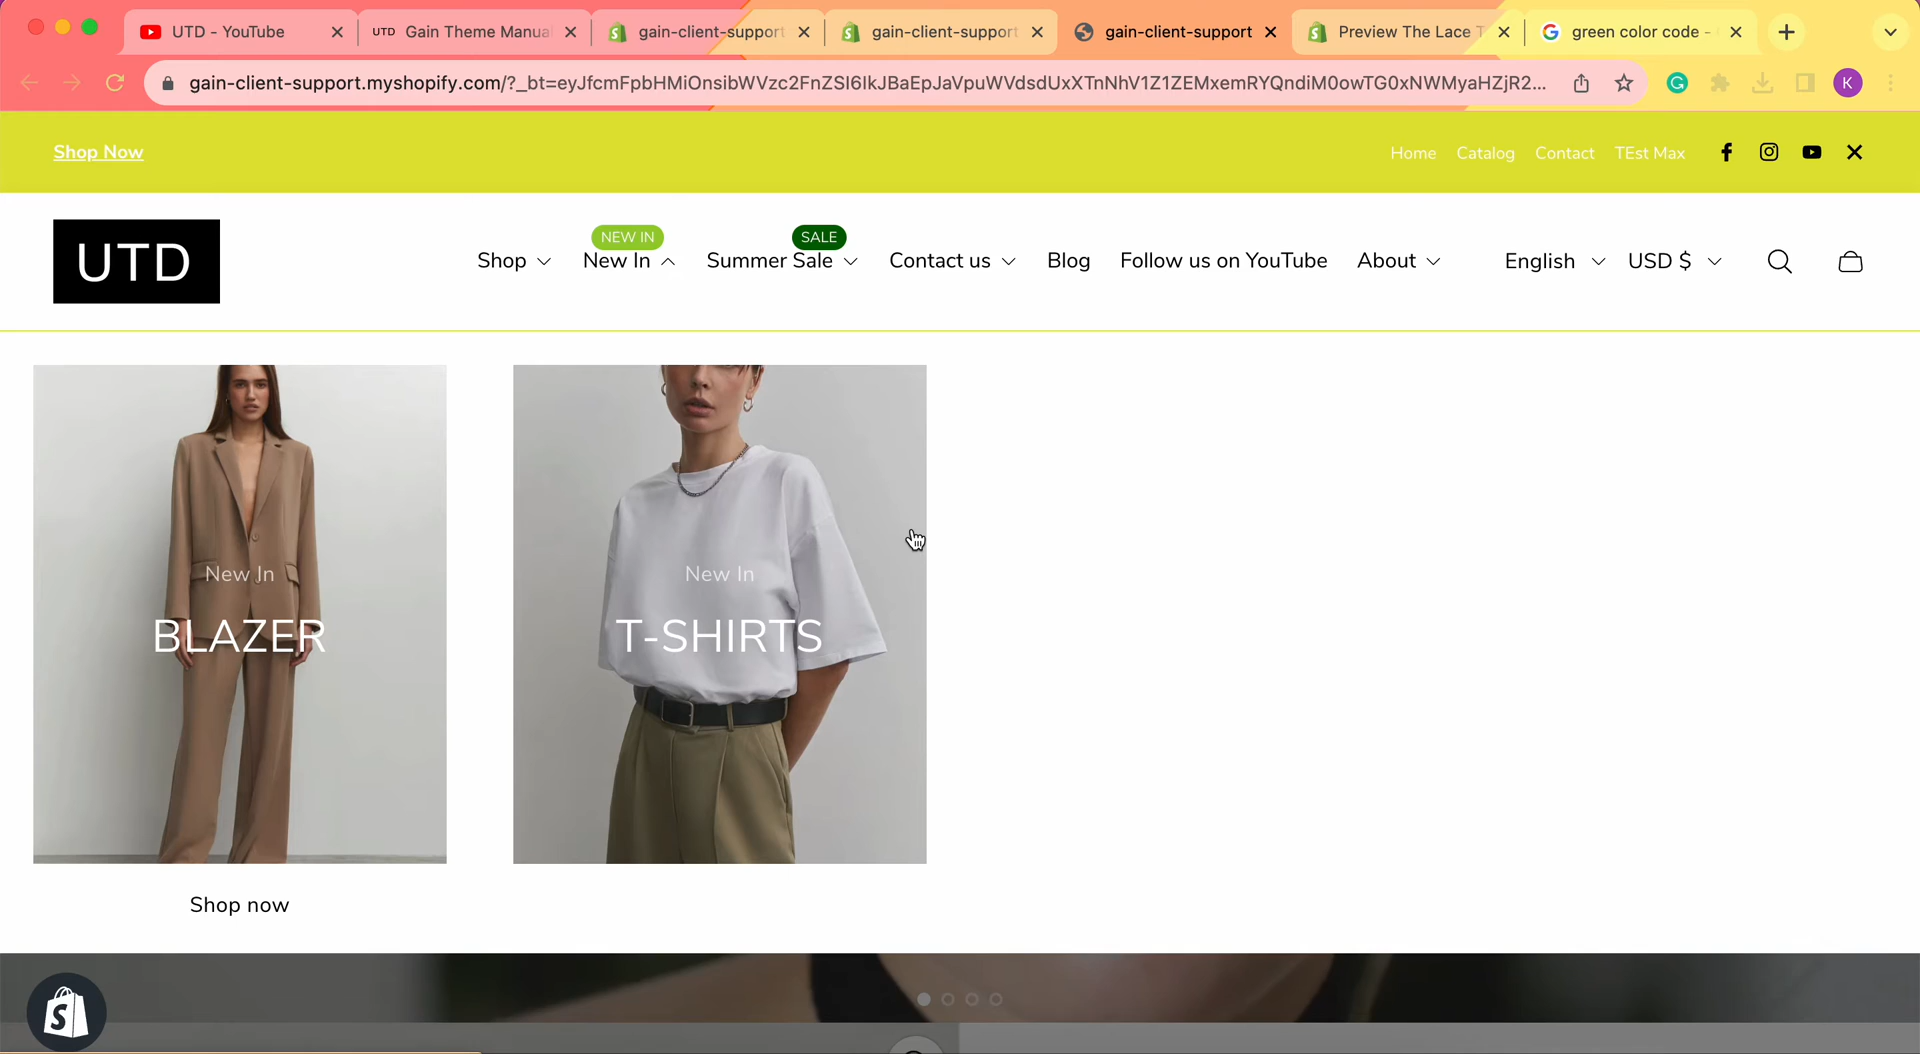 UTD - YouTube
UTD Gain Theme Manual
gain-client-support
gain-client-support
gain-client-support
Preview The Lace T
green color code -
gain-client-support.myshopify.com/?_bt=eyJfcmFpbHMiOnsibWVzc2FnZSI6IkJBaEpJaVpuWVdsdUxXTnNhV1Z1ZEMxemRYQndiM0owTG0xNWMyaHZjR2...
K
Shop Now
Home Catalog Contact TEst Max
UTD
NEW IN
SALE
Shop New In Summer Sale Contact us Blog Follow us on YouTube About English USD $
New In
BLAZER
New In
T-SHIRTS
Shop now